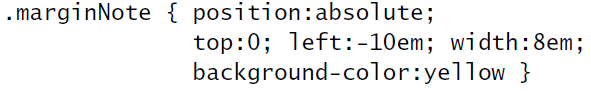 .marginNote { position:absolute;
top:0; left:-10em; width:8em;
background-color:yellow }